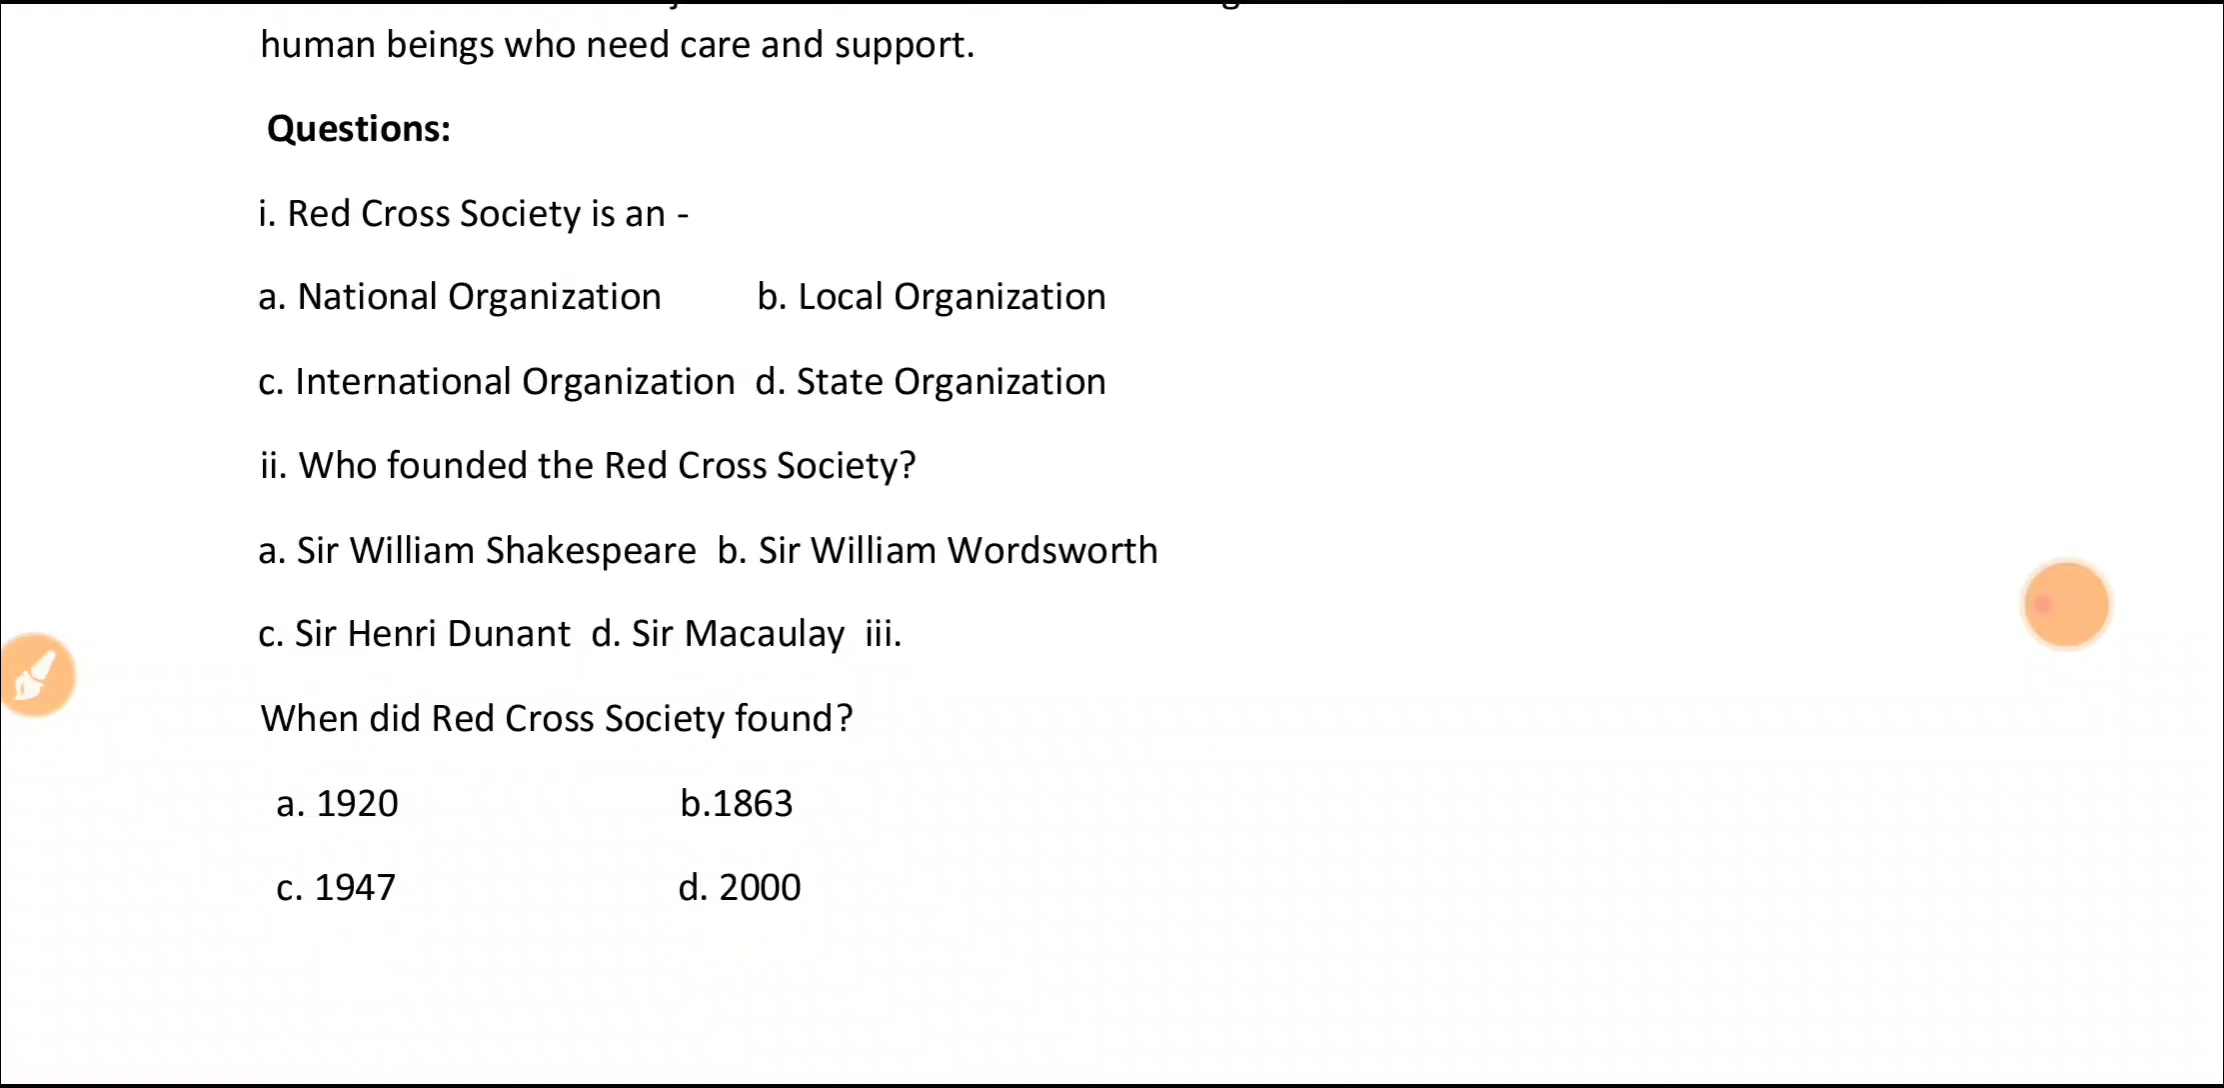 human beings who need care and support.
Questions:
i. Red Cross Society is an -
a. National Organization b. Local Organization
c. International Organization d. State Organization
ii. Who founded the Red Cross Society?
a. Sir William Shakespeare b. Sir William Wordsworth
c. Sir Henri Dunant d. Sir Macaulay iii.
When did Red Cross Society found?
a. 1920 b.1863
c. 1947 d. 2000